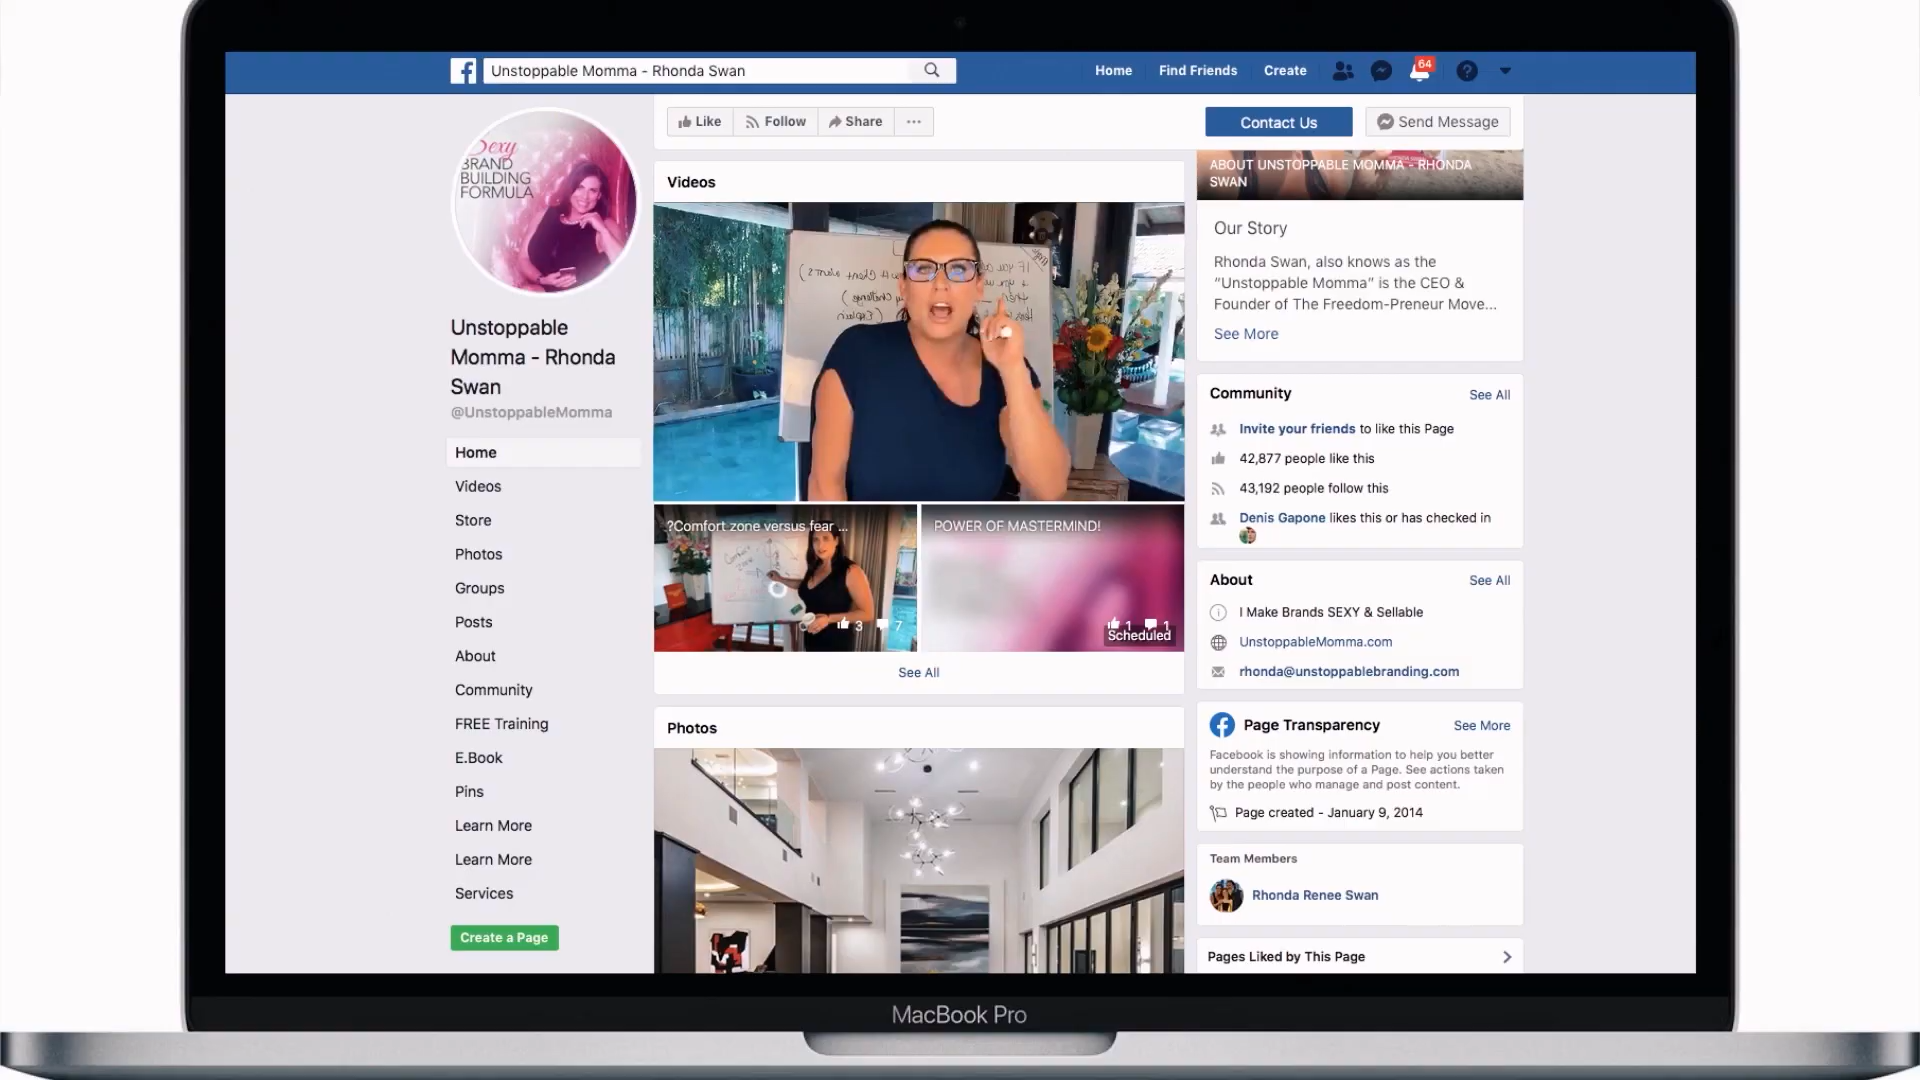 Unstoppable Momma - Rhonda Swan
Home
Find Friends
Create
64
Like
Follow
Share
Contact Us
Send Message
Sexy
BRAND
BUILDING
FORMULA
Unstoppable
Momma - Rhonda
Swan
@UnstoppableMomma
Home
Videos
Store
Photos
Groups
Posts
About
Community
FREE Training
E.Book
Pins
Learn More
Learn More
Services
Create a Page
Videos
?Comfort zone versus fear ...
3
7
POWER OF MASTERMIND!
1
1
Scheduled
See All
Photos
ABOUT UNSTOPPABLE MOMMA - RHONDA
SWAN
Our Story
Rhonda Swan, also knows as the
“Unstoppable Momma” is the CEO &
Founder of The Freedom-Preneur Move...
See More
Community
See All
Invite your friends to like this Page
42,877 people like this
43,192 people follow this
Denis Gapone likes this or has checked in
About
See All
I Make Brands SEXY & Sellable
UnstoppableMomma.com
rhonda@unstoppablebranding.com
Page Transparency
See More
Facebook is showing information to help you better
understand the purpose of a Page. See actions taken
by the people who manage and post content.
Page created - January 9, 2014
Team Members
Rhonda Renee Swan
Pages Liked by This Page
MacBook Pro